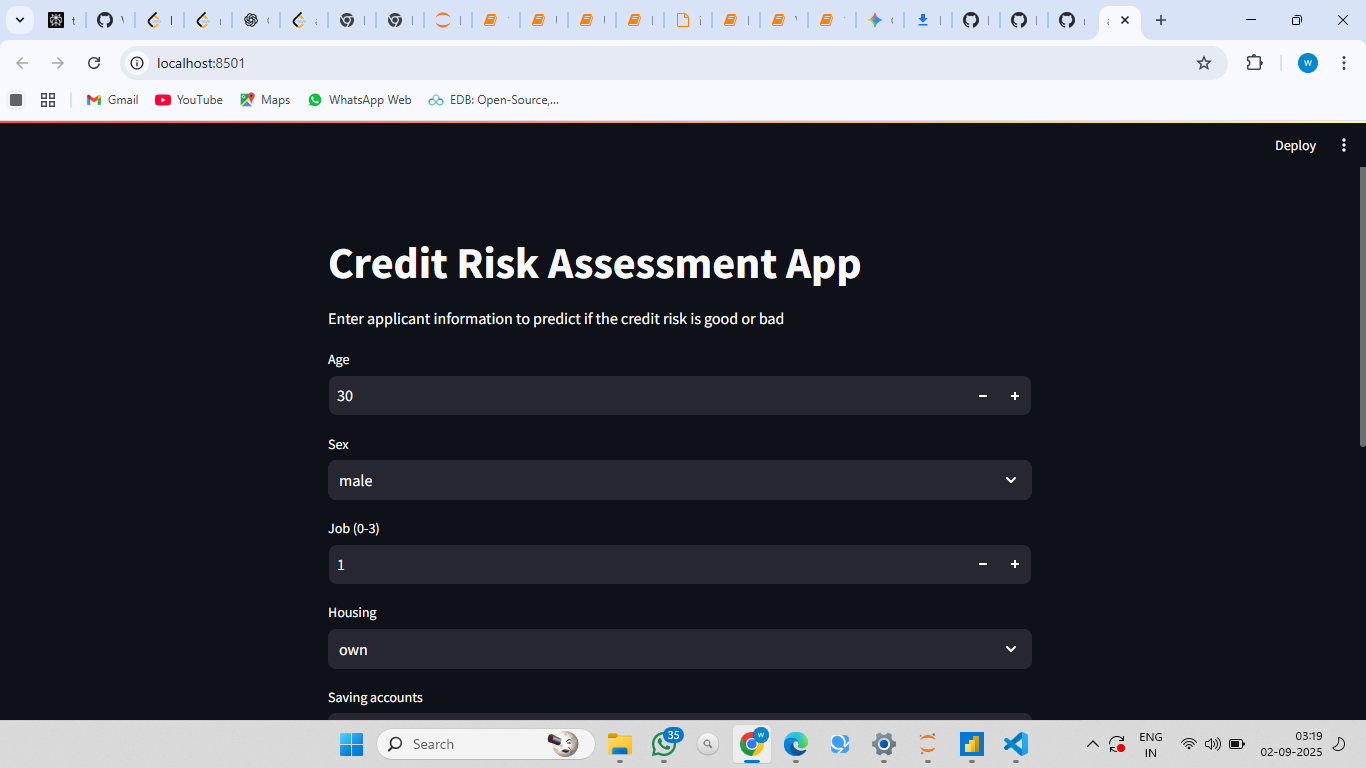 localhost:8501
Gmail
YouTube
Maps
WhatsApp Web
EDB: Open-Source,...
Deploy
Credit Risk Assessment App
Enter applicant information to predict if the credit risk is good or bad
Age
30
Sex
male
Job (0-3)
1
Housing
own
Saving accounts
Search
35
ENG
IN
03:19
02-09-2025